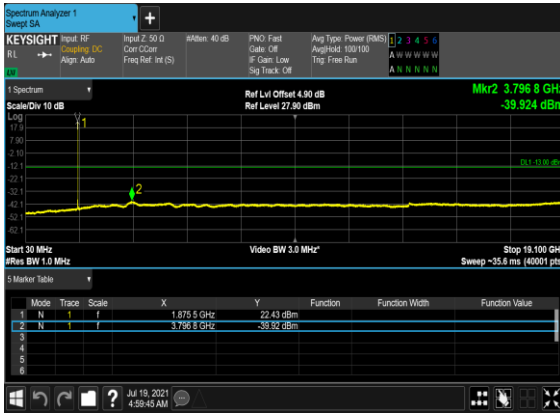 Spectrum Analyzer 1
Swept SA
+
KEYSIGHT Input: RF Input Z: 50 Ω #Atten: 40 dB PNO: Fast Avg Type: Power (RMS) 1 2 3 4 5 6
RL Coupling: DC Corr CCorr Gate: Off Avg|Hold: 100/100 A W W W W W
Align: Auto Freq Ref: Int (S) IF Gain: Low Trig: Free Run
Sig Track: Off A N N N N N
1 Spectrum Ref Lvl Offset 4.90 dB Mkr2 3.796 8 GHz
Scale/Div 10 dB Ref Level 27.90 dBm -39.924 dBm
Log
17.9 1
7.90
-2.10
-12.1 DL1 -13.00 dBm
-22.1
-32.1 2
-42.1
-52.1
-62.1
Start 30 MHz Video BW 3.0 MHz* Stop 19.100 GH
#Res BW 1.0 MHz Sweep ~35.6 ms (40001 pts
5 Marker Table
Mode Trace Scale X Y Function Function Width Function Value
1 N 1 f 1.875 5 GHz 22.43 dBm
2 N 1 f 3.796 8 GHz -39.92 dBm
3
4
5
6
? Jul 19, 2021
4:59:45 AM